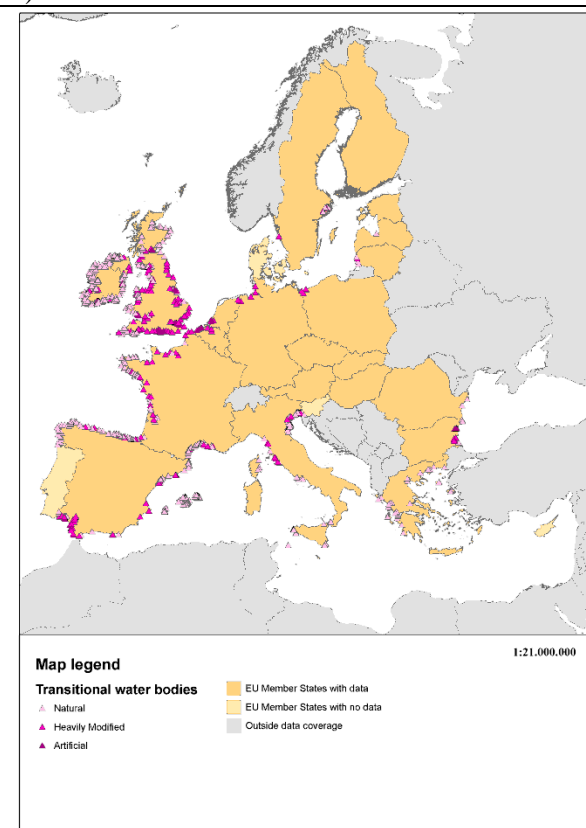 1:21.000.000
Map legend
Transitional water bodies
Natural
Heavily Modified
Artificial
EU Member States with data
EU Member States with no data
Outside data coverage